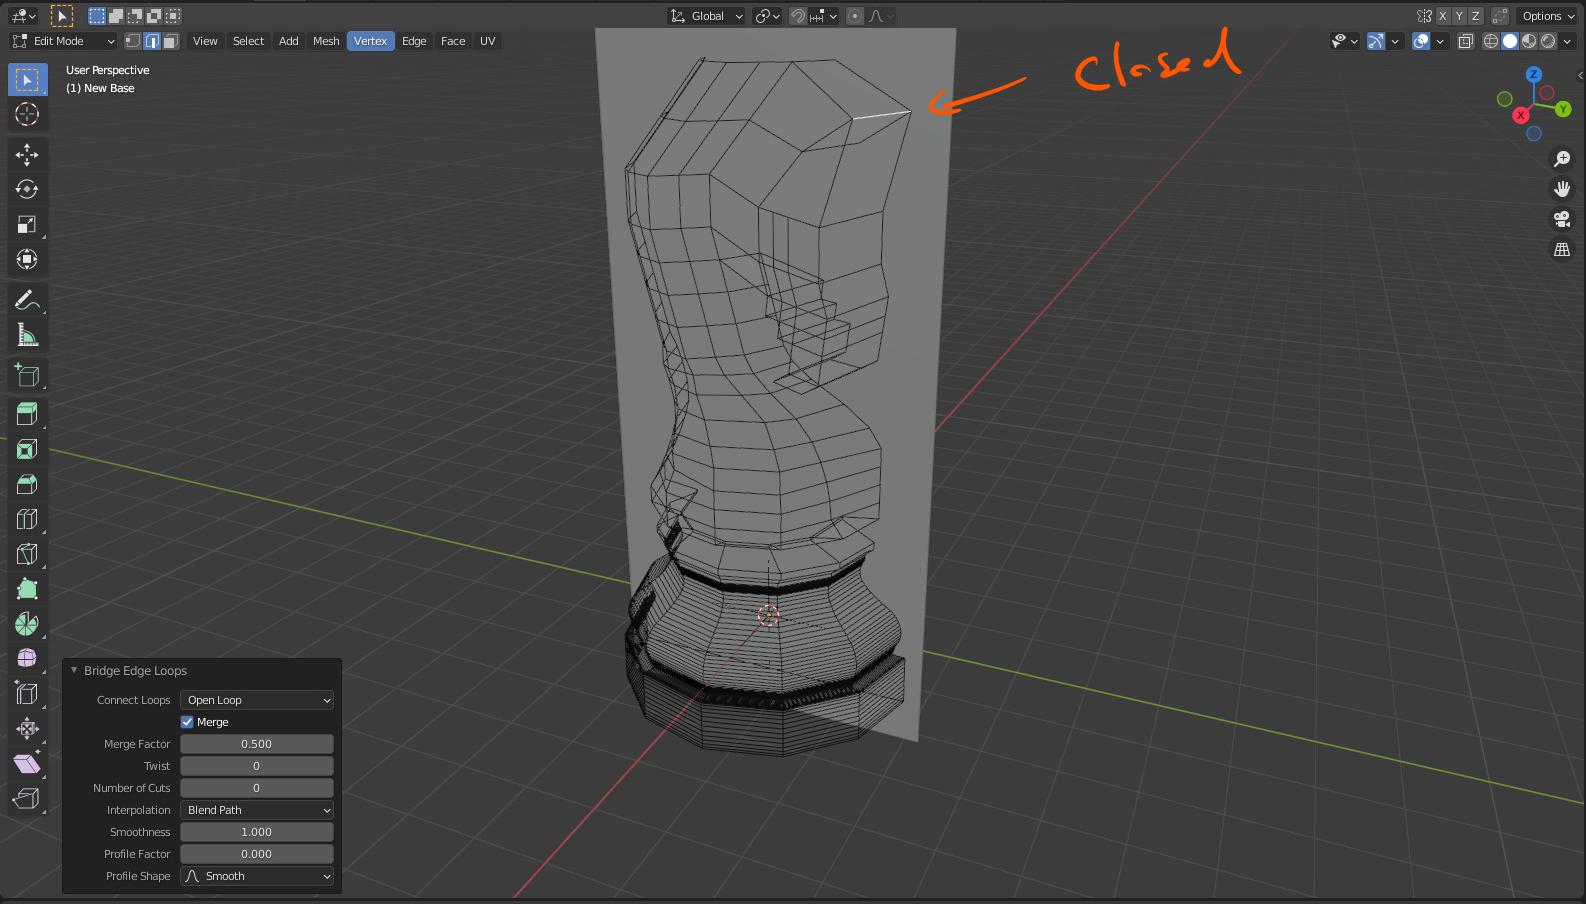 Global
X Y Z Options
Edit Mode View Select Add Mesh Vertex Edge Face UV
closed
User Perspective
(1) New Base
Z
Y
X
Bridge Edge Loops
Connect Loops Open Loop
Merge
Merge Factor 0.500
Twist 0
Number of Cuts 0
Interpolation Blend Path
Smoothness 1.000
Profile Factor 0.000
Profile Shape Smooth